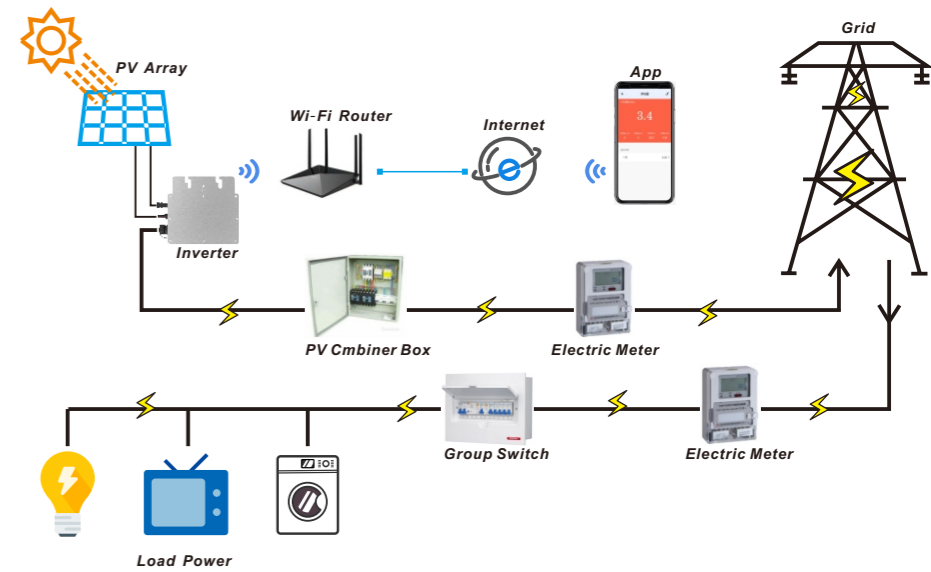 Grid
PV Array
App
Wi-Fi Router
Internet
3.4
Inverter
PV Cmbiner Box
Electric Meter
Group Switch
Electric Meter
Load Power